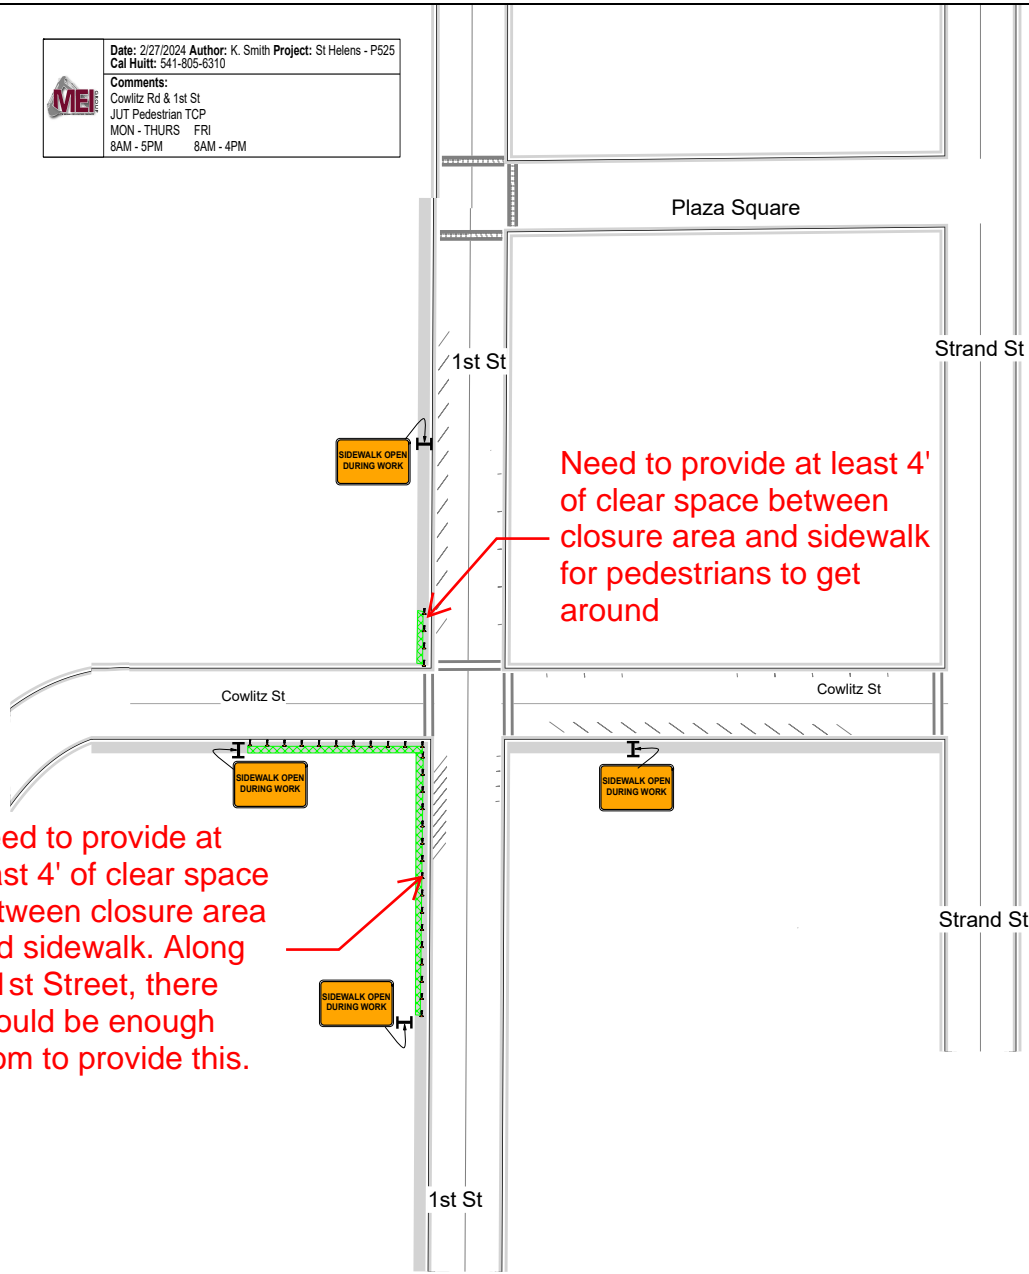 Date: 2/27/2024 Author: K. Smith Project: St Helens - P525
Cal Huitt: 541-805-6310
MEI
GROUP
Comments:
Cowlitz Rd & 1st St
JUT Pedestrian TCP
MON - THURS FRI
8AM - 5PM 8AM - 4PM
Plaza Square
1st St
Strand St
SIDEWALK OPEN
DURING WORK
Need to provide at least 4'
of clear space between
closure area and sidewalk
for pedestrians to get
around
Cowlitz St
Cowlitz St
SIDEWALK OPEN
DURING WORK
SIDEWALK OPEN
DURING WORK
eed to provide at
ast 4' of clear space
tween closure area
d sidewalk. Along
1st Street, there
ould be enough
om to provide this.
Strand St
SIDEWALK OPEN
DURING WORK
1st St